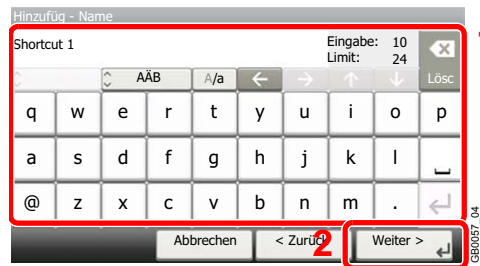 Hinzufüg - Name
Shortcut 1 Eingabe: 10
Limit: 24
AÄB A/a ← → ↑ ↓ Lösc
q w e r t y u i o p
a s d f g h j k l
@ z x c v b n m .
Abbrechen < Zurück 2 Weiter >
GB0057_04